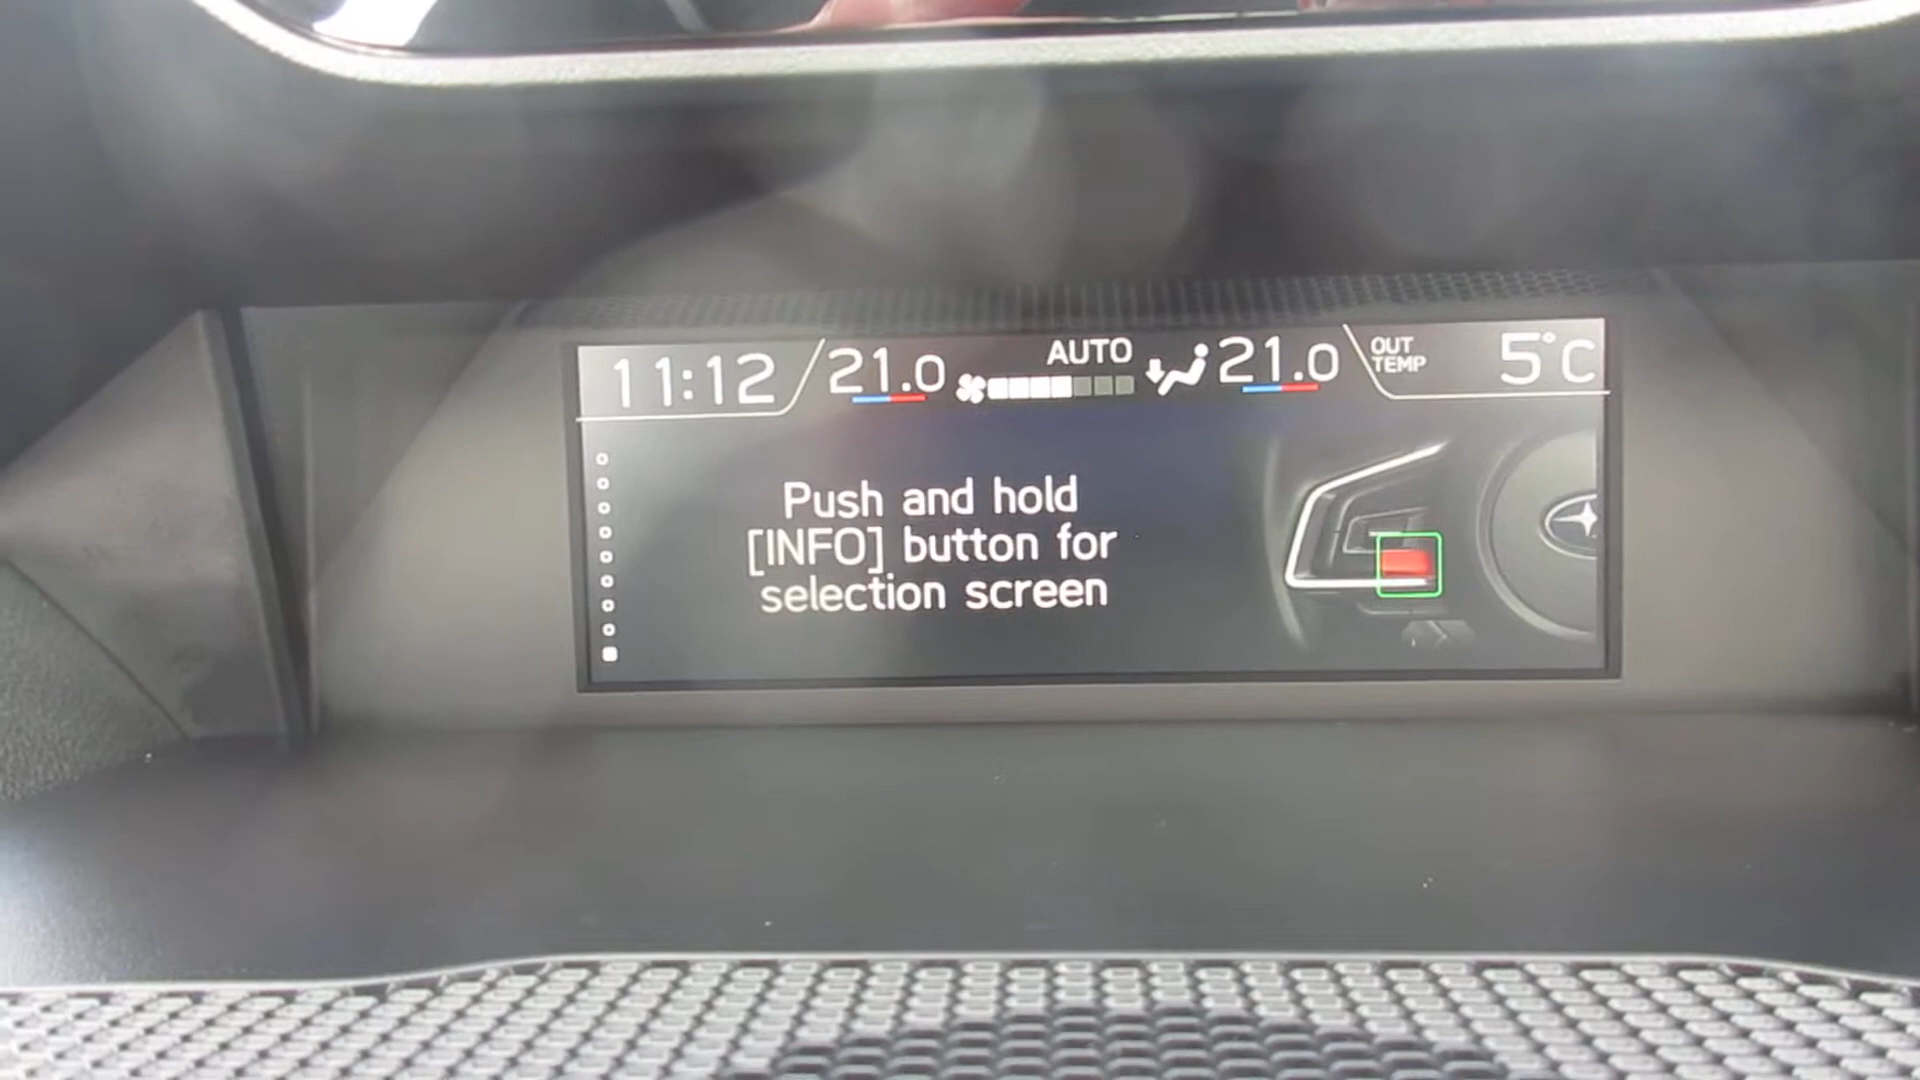 11:12
21.0
AUTO
21.0
OUT
TEMP
5°C
Push and hold
[INFO] button for
selection screen